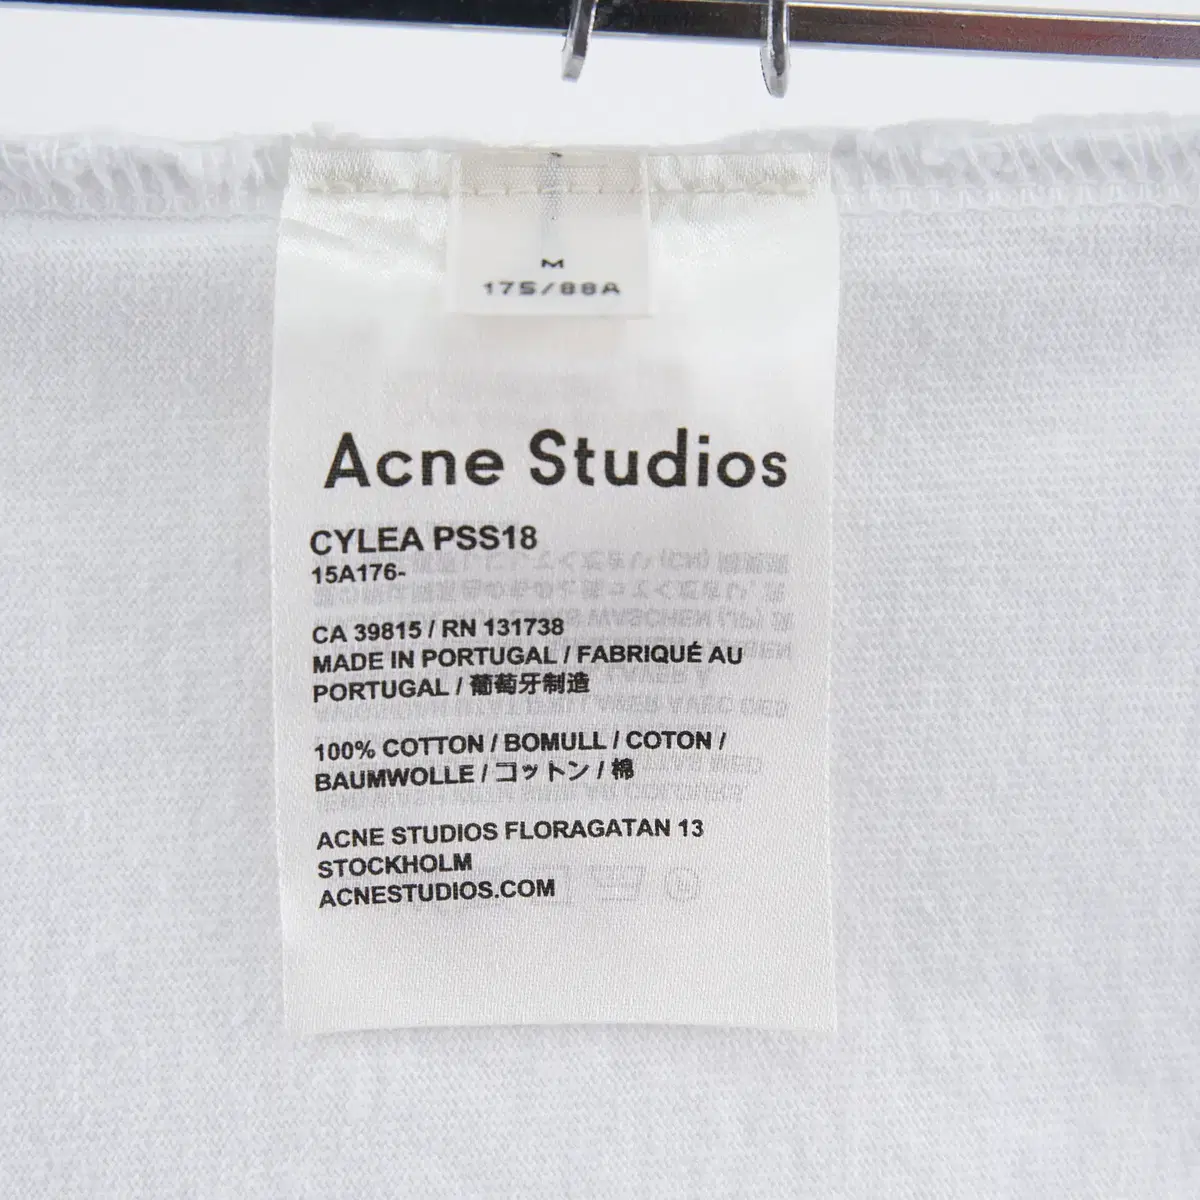 M
175/88A
Acne Studios
CYLEA PSS18
15A176-
CA 39815 / RN 131738
MADE IN PORTUGAL / FABRIQUÉ AU
PORTUGAL / 葡萄牙制造
100% COTTON / BOMULL / COTON /
BAUMWOLLE / コットン / 棉
ACNE STUDIOS FLORAGATAN 13
STOCKHOLM
ACNESTUDIOS.COM